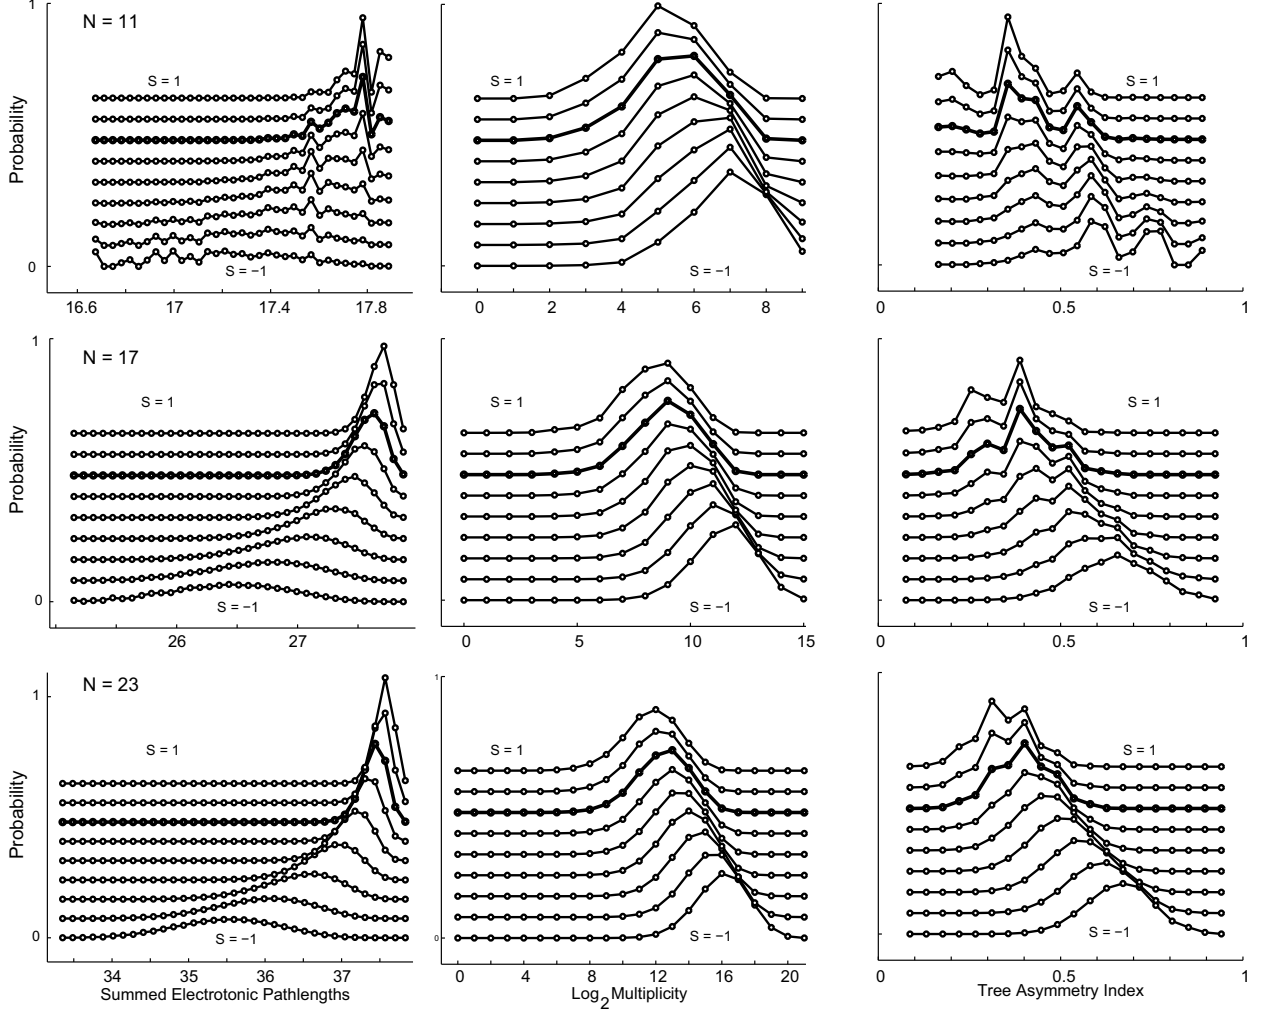 1
N = 11
S = 1
S = 1
S = 1
Probability
0
S = −1
S = −1
S = −1
16.6 17 17.4 17.8 0 2 4 6 8 0 0.5 1
1
N = 17
S = 1
S = 1
S = 1
Probability
0
S = −1
S = −1
S = −1
26 27 0 5 10 15 0 0.5 1
1
N = 23
1
S = 1
S = 1
S = 1
Probability
0
0
S = −1
S = −1
S = −1
34 35 36 37 0 4 8 12 16 20 0 0.5 1
Summed Electrotonic Pathlengths
Log2 Multiplicity
Tree Asymmetry Index